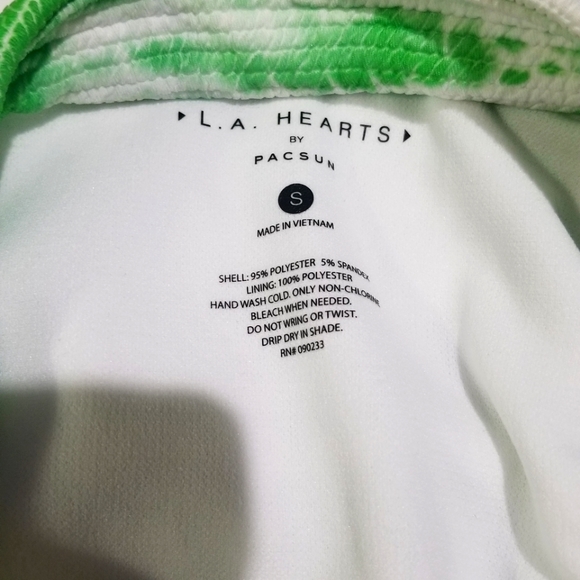 L.A. HEARTS
BY
PACSUN
S
MADE IN VIETNAM
SHELL: 95% POLYESTER 5% SPANDEX
LINING: 100% POLYESTER
HAND WASH COLD. ONLY NON-CHLORINE
BLEACH WHEN NEEDED.
DO NOT WRING OR TWIST.
DRIP DRY IN SHADE.
RN# 090233